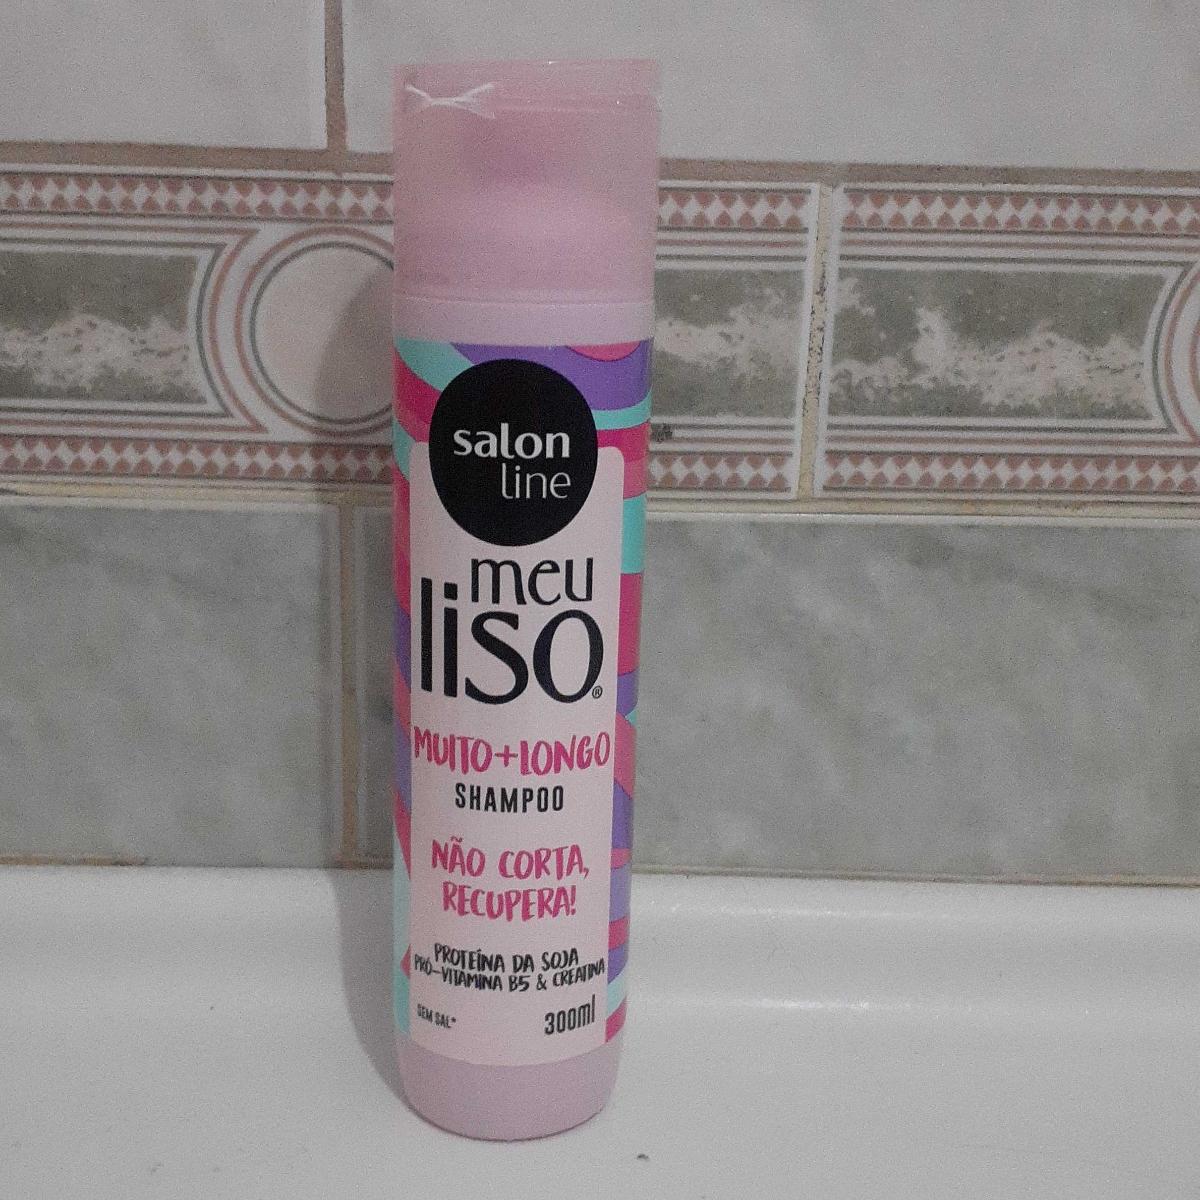 salon
line
meu
liso®
MUITO+LONGO
SHAMPOO
NÃO CORTA,
RECUPERA!
PROTEÍNA DA SOJA
PRÓ-VITAMINA B5 & CREATINA
SEM SAL*
300ml